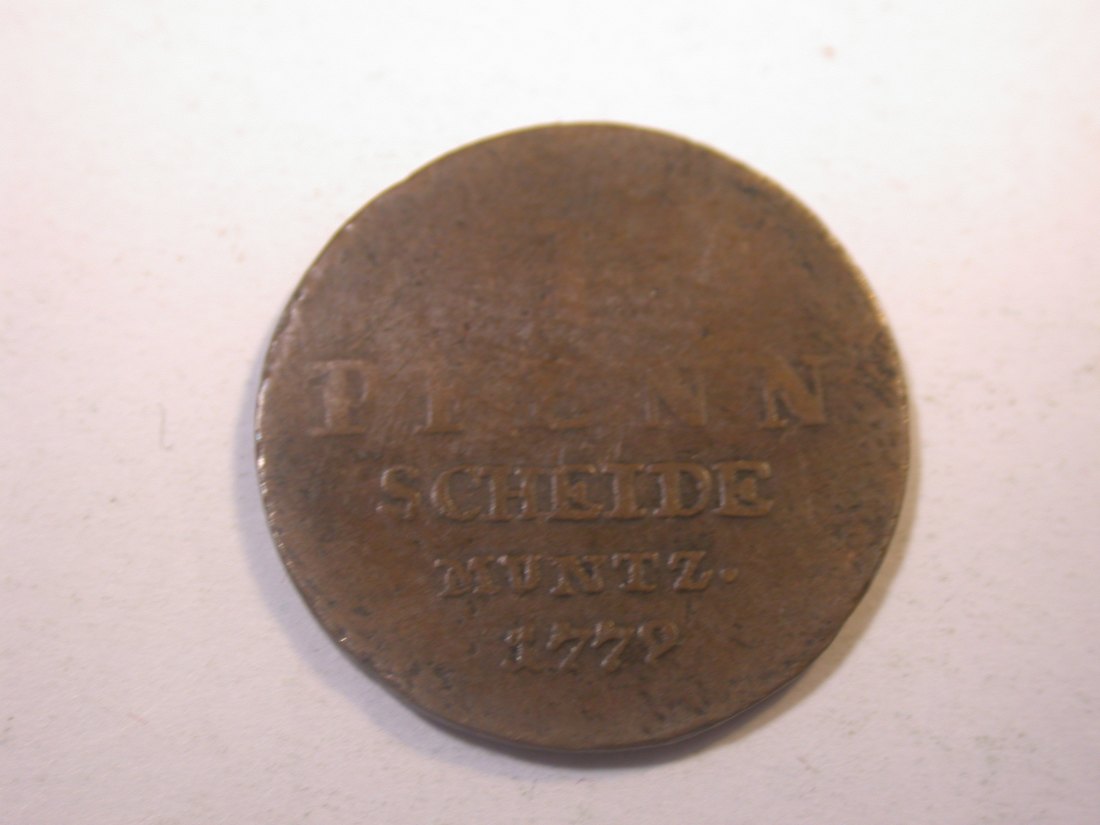 I
PFENN
SCHEIDE
MUNTZ.
1779